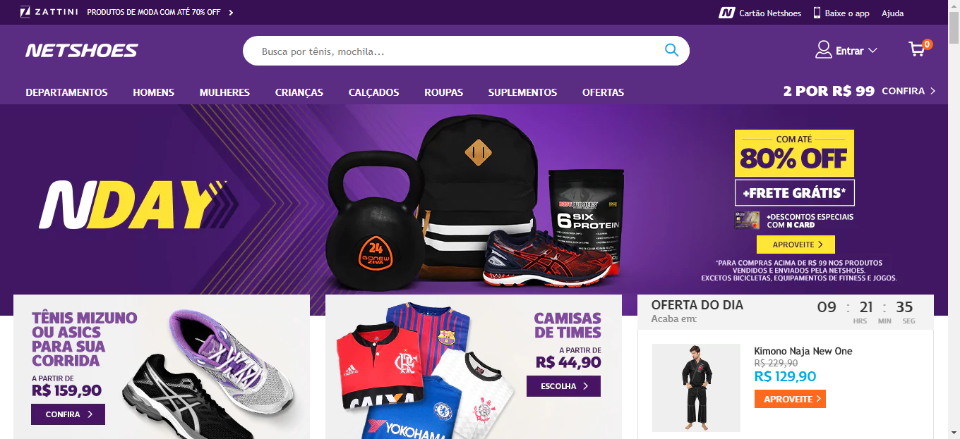 ZATTINI PRODUTOS DE MODA COM ATÉ 70% OFF
Cartão Netshoes Baixe o app Ajuda
NETSHOES
Busca por tênis, mochila...
Entrar
0
DEPARTAMENTOS HOMENS MULHERES CRIANÇAS CALÇADOS ROUPAS SUPLEMENTOS OFERTAS
2 POR R$ 99 CONFIRA
NDAY
24
GONEW
ZIVA
6 SIX
PROTEIN
COM ATÉ
80% OFF
+FRETE GRÁTIS*
+DESCONTOS ESPECIAIS
COM N CARD
APROVEITE
*PARA COMPRAS ACIMA DE R$ 99 NOS PRODUTOS
VENDIDOS E ENVIADOS PELA NETSHOES.
EXCETOS BICICLETAS, EQUIPAMENTOS DE FITNESS E JOGOS.
TÊNIS MIZUNO
OU ASICS
PARA SUA
CORRIDA
A PARTIR DE
R$ 159,90
CONFIRA
CAMISAS
DE TIMES
A PARTIR DE
R$ 44,90
ESCOLHA
CAIXA
YOKOHAMA
OFERTA DO DIA
Acaba em:
09 : 21 : 35
HRS MIN SEG
Kimono Naja New One
R$ 229,90
R$ 129,90
APROVEITE